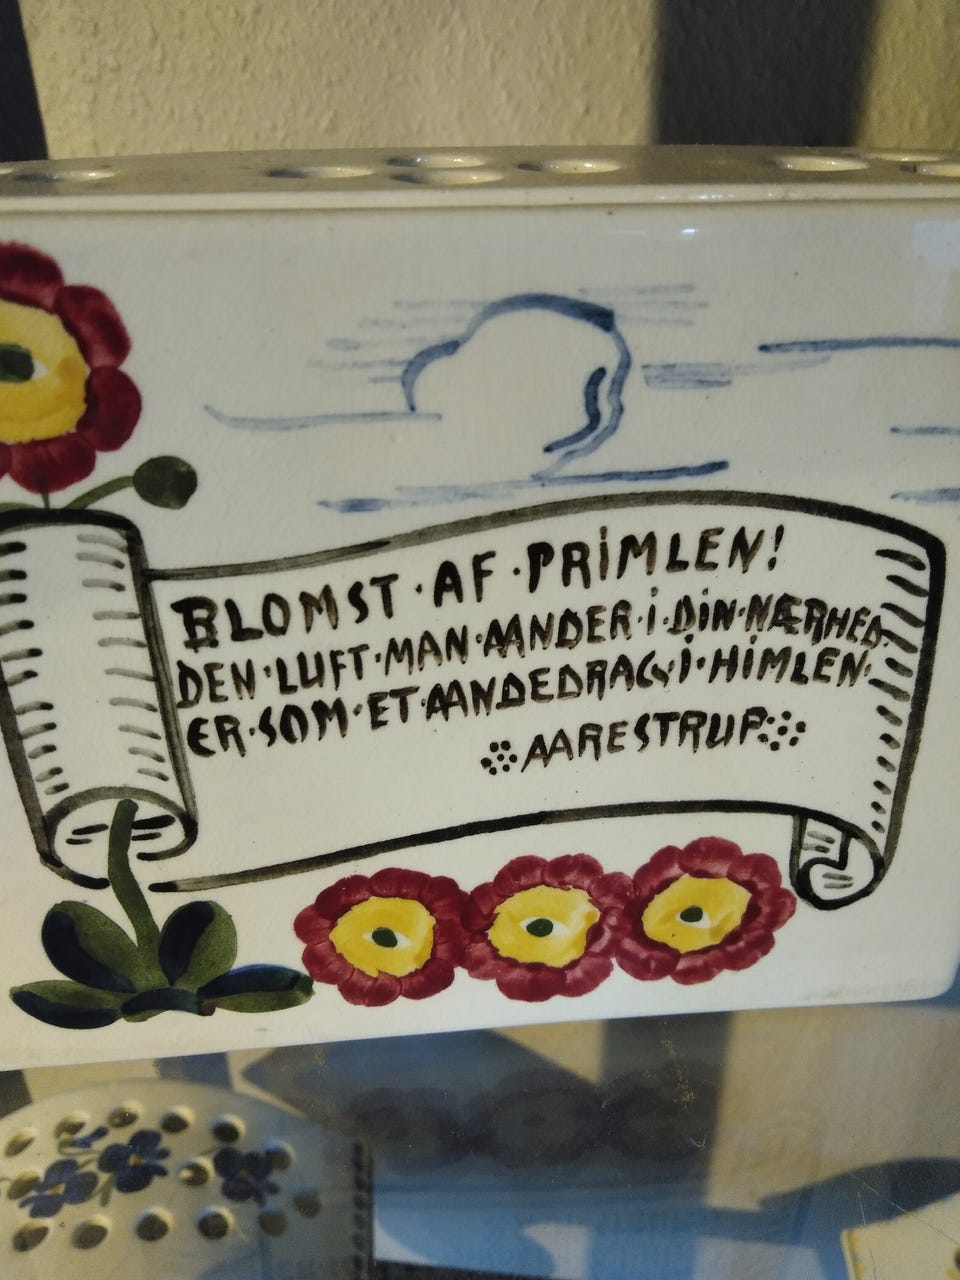 BLOMST · AF · PRiMLEN!
DEN · LUFT · MAN · AANDER · i · DiN · NÆRHED
ER · SOM · ET · AANDEDRAG · i · HiMLEN ·
AARESTRUP